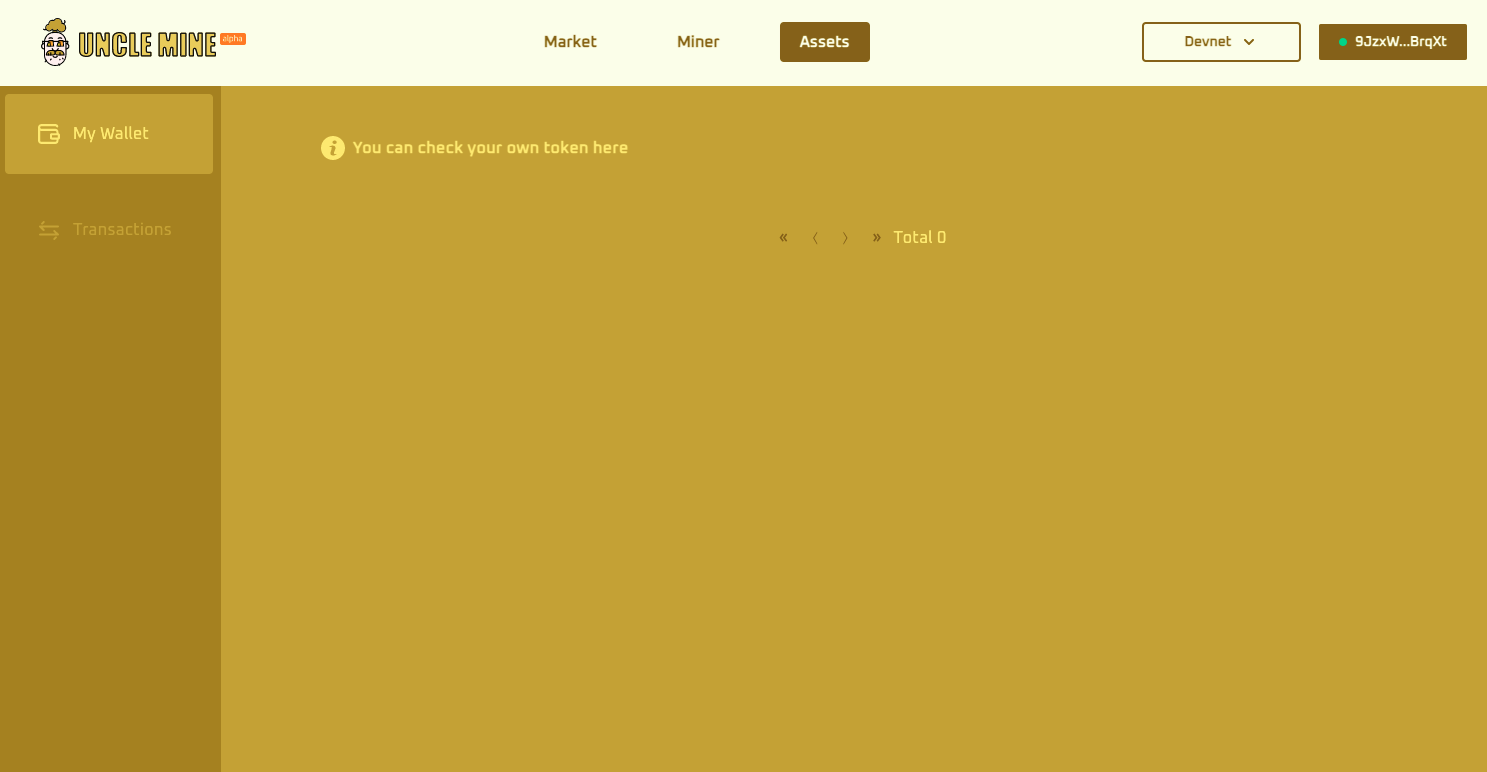 UNCLE MINE alpha
Market
Miner
Assets
Devnet
9JzxW...BrqXt
My Wallet
Transactions
You can check your own token here
« 〈 〉 » Total 0